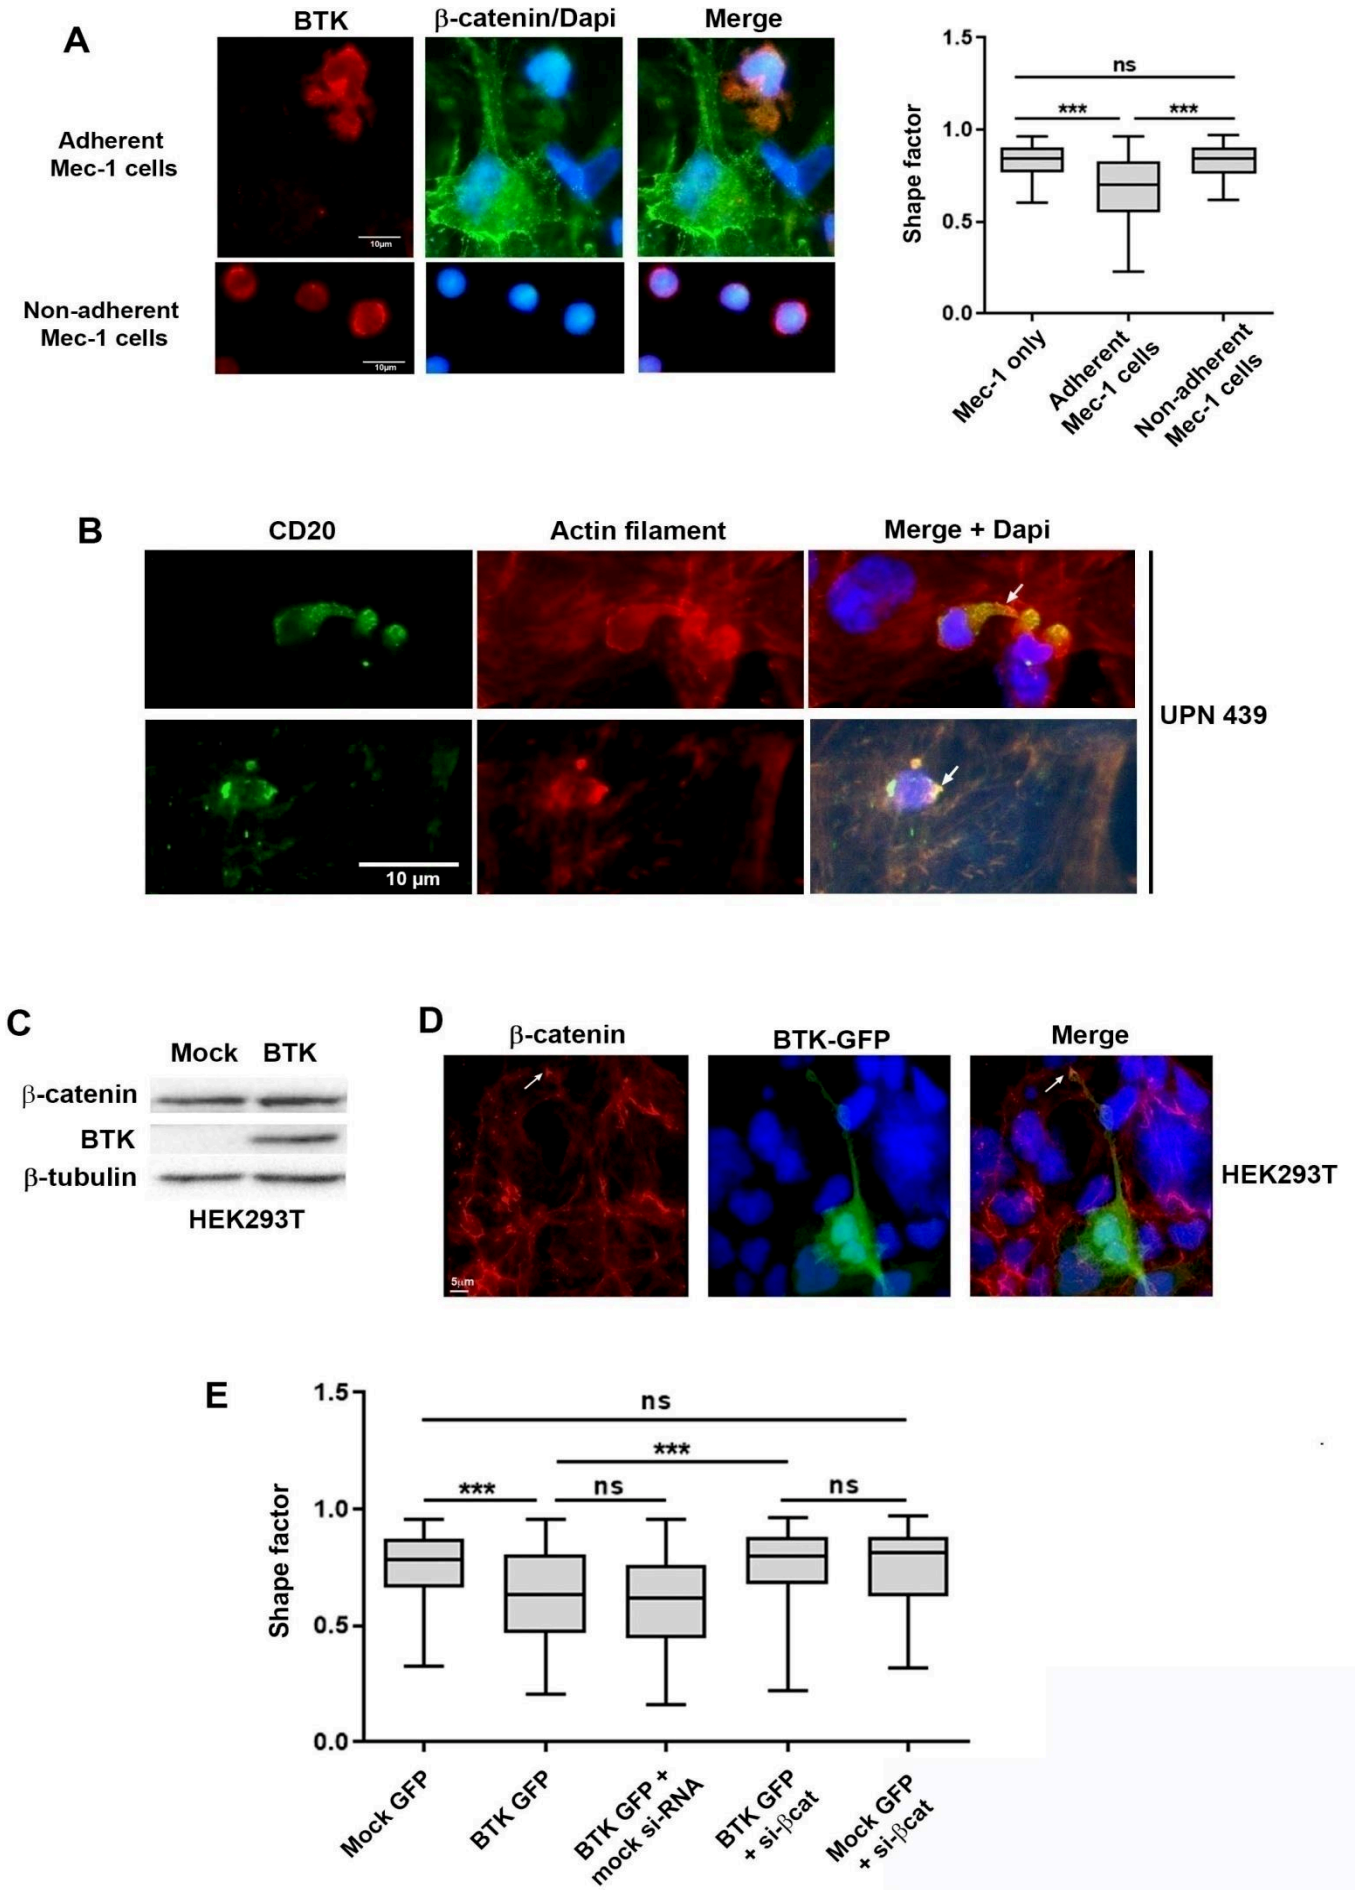 A
BTK
β-catenin/Dapi
Merge
Adherent
Mec-1 cells
10µm
Non-adherent
Mec-1 cells
10µm
Shape factor
1.5
1.0
0.5
0.0
ns
***
***
Mec-1 only
Adherent
Mec-1 cells
Non-adherent
Mec-1 cells
B
CD20
Actin filament
Merge + Dapi
10 µm
UPN 439
C
Mock
BTK
β-catenin
BTK
β-tubulin
HEK293T
D
β-catenin
BTK-GFP
Merge
5µm
HEK293T
E
Shape factor
1.5
1.0
0.5
0.0
ns
***
***
ns
ns
Mock GFP
BTK GFP
BTK GFP +
mock si-RNA
BTK GFP
+ si-βcat
Mock GFP
+ si-βcat